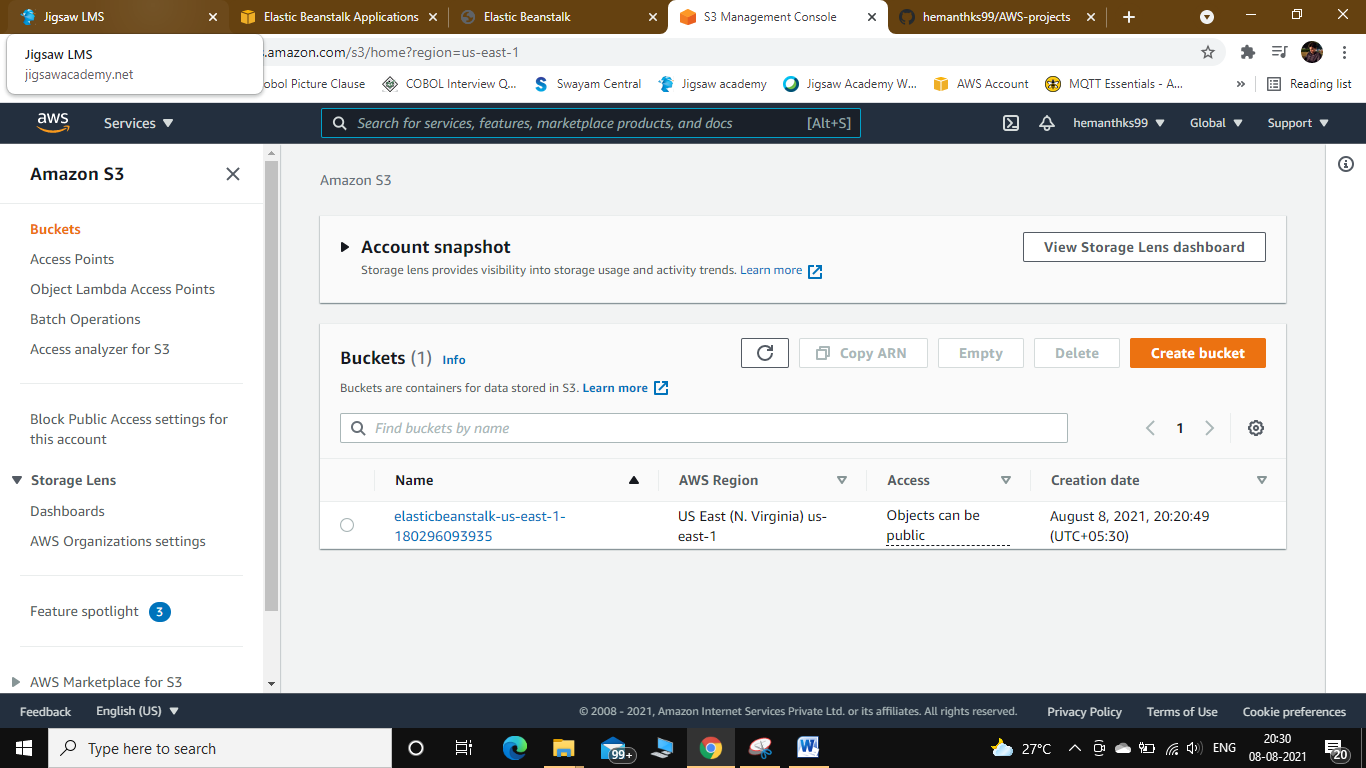 Jigsaw LMS
Elastic Beanstalk Applications
Elastic Beanstalk
S3 Management Console
hemanthks99/AWS-projects
Jigsaw LMS
jigsawacademy.net
s.amazon.com/s3/home?region=us-east-1
obol Picture Clause
COBOL Interview Q...
Swayam Central
Jigsaw academy
Jigsaw Academy W...
AWS Account
MQTT Essentials - A...
»
Reading list
aws
Services
Search for services, features, marketplace products, and docs
[Alt+S]
hemanthks99
Global
Support
Amazon S3
Buckets
Access Points
Object Lambda Access Points
Batch Operations
Access analyzer for S3
Block Public Access settings for
this account
Storage Lens
Dashboards
AWS Organizations settings
Feature spotlight 3
AWS Marketplace for S3
Amazon S3
Account snapshot
Storage lens provides visibility into storage usage and activity trends. Learn more
View Storage Lens dashboard
Buckets (1) Info
Buckets are containers for data stored in S3. Learn more
Copy ARN
Empty
Delete
Create bucket
Find buckets by name
1
Name
AWS Region
Access
Creation date
elasticbeanstalk-us-east-1-
180296093935
US East (N. Virginia) us-
east-1
Objects can be
public
August 8, 2021, 20:20:49
(UTC+05:30)
Feedback
English (US)
© 2008 - 2021, Amazon Internet Services Private Ltd. or its affiliates. All rights reserved.
Privacy Policy
Terms of Use
Cookie preferences
Type here to search
99+
27°C
ENG
20:30
08-08-2021
20